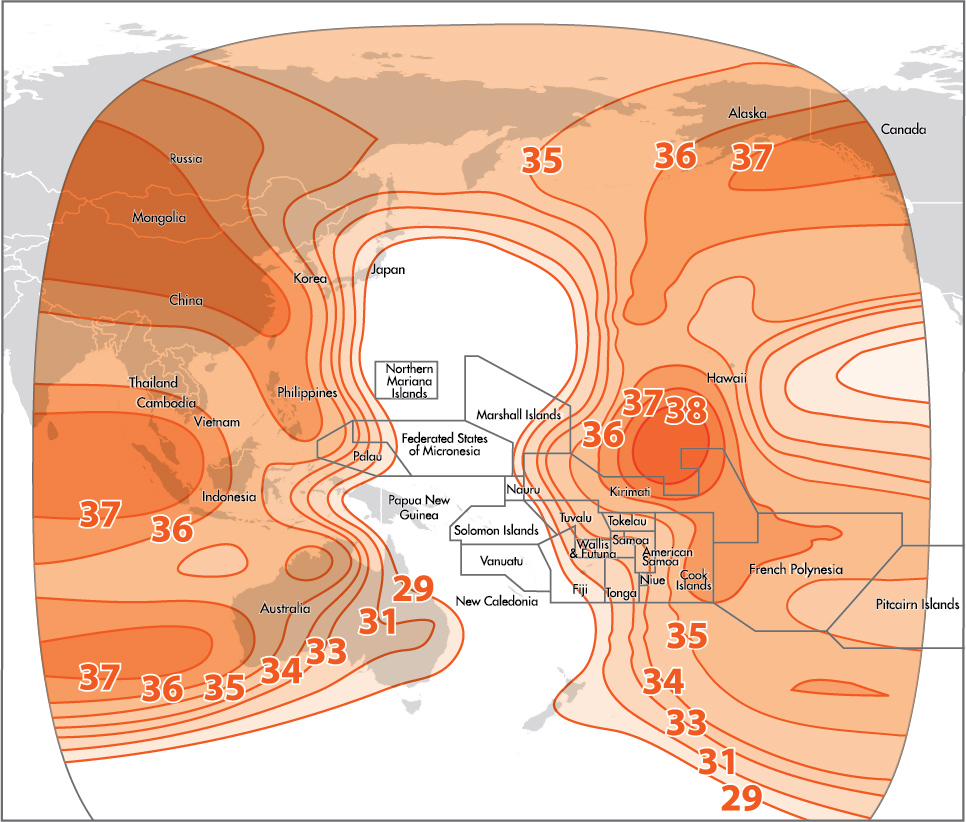 Alaska
Canada
35
36
37
Russia
Mongolia
Korea
Japan
China
Northern
Mariana
Islands
Thailand
Cambodia
Vietnam
Philippines
Hawaii
37
38
36
Marshall Islands
Federated States
of Micronesia
Palau
Indonesia
Papua New
Guinea
Nauru
Kirimati
37
36
Solomon Islands
Tuvalu
Tokelau
Samoa
Wallis
& Futuna
American
Samoa
Vanuatu
French Polynesia
Niue
Cook
Islands
Fiji
Tonga
29
New Caledonia
Pitcairn Islands
Australia
31
33
34
35
36
37
35
34
33
31
29